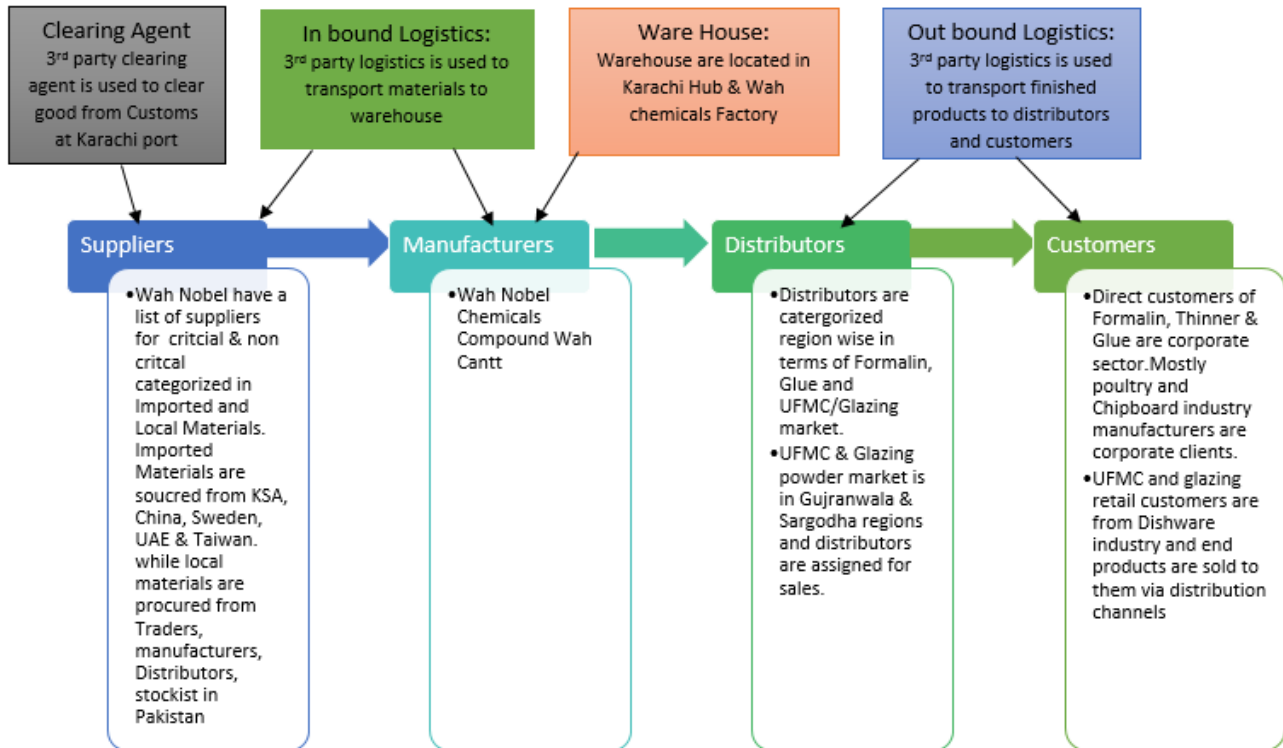 Clearing Agent
3rd party clearing
agent is used to clear
good from Customs
at Karachi port
In bound Logistics:
3rd party logistics is used to
transport materials to
warehouse
Ware House:
Warehouse are located in
Karachi Hub & Wah
chemicals Factory
Out bound Logistics:
3rd party logistics is used
to transport finished
products to distributors
and customers
Suppliers
•Wah Nobel have a
list of suppliers
for critcial & non
critcal
categorized in
Imported and
Local Materials.
Imported
Materials are
soucred from KSA,
China, Sweden,
UAE & Taiwan.
while local
materials are
procured from
Traders,
manufacturers,
Distributors,
stockist in
Pakistan
Manufacturers
•Wah Nobel
Chemicals
Compound Wah
Cantt
Distributors
•Distributors are
catergorized
region wise in
terms of Formalin,
Glue and
UFMC/Glazing
market.
•UFMC & Glazing
powder market is
in Gujranwala &
Sargodha regions
and distributors
are assigned for
sales.
Customers
•Direct customers of
Formalin, Thinner &
Glue are corporate
sector.Mostly
poultry and
Chipboard industry
manufacturers are
corporate clients.
•UFMC and glazing
retail customers are
from Dishware
industry and end
products are sold to
them via distribution
channels